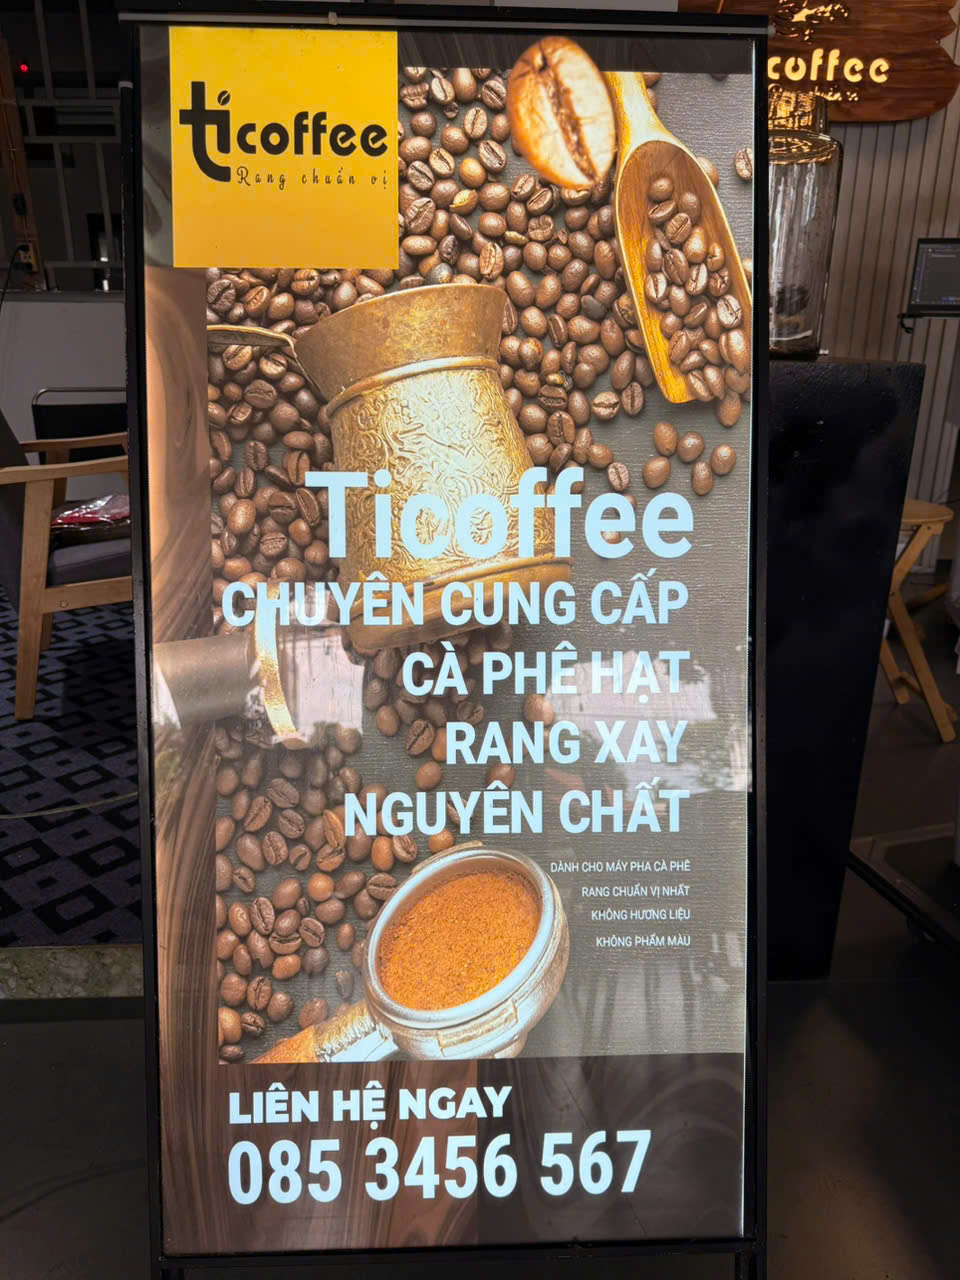 ticoffee
Rang chuẩn vị
coffee
Ticoffee
CHUYÊN CUNG CẤP
CÀ PHÊ HẠT
RANG XAY
NGUYÊN CHẤT
DÀNH CHO MÁY PHA CÀ PHÊ
RANG CHUẨN VỊ NHẤT
KHÔNG HƯƠNG LIỆU
KHÔNG PHẨM MÀU
LIÊN HỆ NGAY
085 3456 567